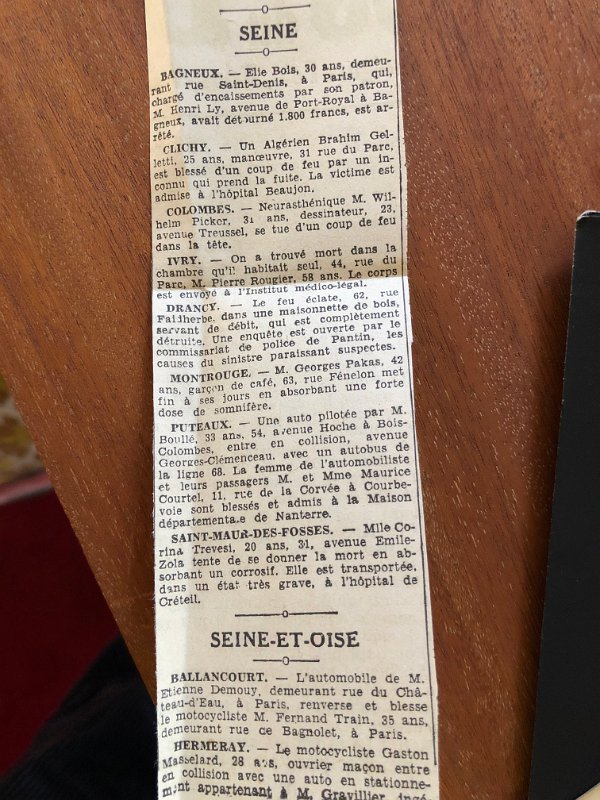 SEINE
BAGNEUX. — Elie Bois, 30 ans, demeu-
rant rue Saint-Denis, à Paris, qui,
chargé d'encaissements par son patron,
M. Henri Ly, avenue de Port-Royal à Ba-
gneux, avait détourné 1.800 francs, est ar-
rêté.
CLICHY. — Un Algérien Brahim Gel-
letti, 25 ans, manœuvre, 31 rue du Parc,
est blessé d'un coup de feu par un in-
connu qui prend la fuite. La victime est
admise à l'hôpital Beaujon.
COLOMBES. — Neurasthénique M. Wil-
helm Picker, 31 ans, dessinateur, 23,
avenue Treussel, se tue d'un coup de feu
dans la tête.
IVRY. — On a trouvé mort dans la
chambre qu'il habitait seul, 44, rue du
Parc, M. Pierre Rougier, 58 ans. Le corps
est envoyé à l'Institut médico-légal.
DRANCY. — Le feu éclate, 62, rue
Faidherbe, dans une maisonnette de bois,
servant de débit, qui est complètement
détruite. Une enquête est ouverte par le
commissariat de police de Pantin, les
causes du sinistre paraissant suspectes.
MONTROUGE. — M. Georges Pakas, 42
ans, garçon de café, 63, rue Fénelon met
fin à ses jours en absorbant une forte
dose de somnifère.
PUTEAUX. — Une auto pilotée par M.
Boullé, 33 ans, 54, avenue Hoche à Bois-
Colombes, entre en collision, avenue
Georges-Clémenceau, avec un autobus de
la ligne 68. La femme de l'automobiliste
et leurs passagers M. et Mme Maurice
Courtel, 11, rue de la Corvée à Courbe-
voie sont blessés et admis à la Maison
départementale de Nanterre.
SAINT-MAUR-DES-FOSSES. — Mlle Co-
rina Trevesi, 20 ans, 31, avenue Emile-
Zola tente de se donner la mort en ab-
sorbant un corrosif. Elle est transportée,
dans un état très grave, à l'hôpital de
Créteil.
SEINE-ET-OISE
BALLANCOURT. — L'automobile de M.
Etienne Demouy, demeurant rue du Châ-
teau-d'Eau, à Paris, renverse et blesse
le motocycliste M. Fernand Train, 35 ans,
demeurant rue de Bagnolet, à Paris.
HERMERAY. — Le motocycliste Gaston
Masselard, 28 ans, ouvrier maçon entre
en collision avec une auto en stationne-
ment appartenant à M. Gravillier, ingé